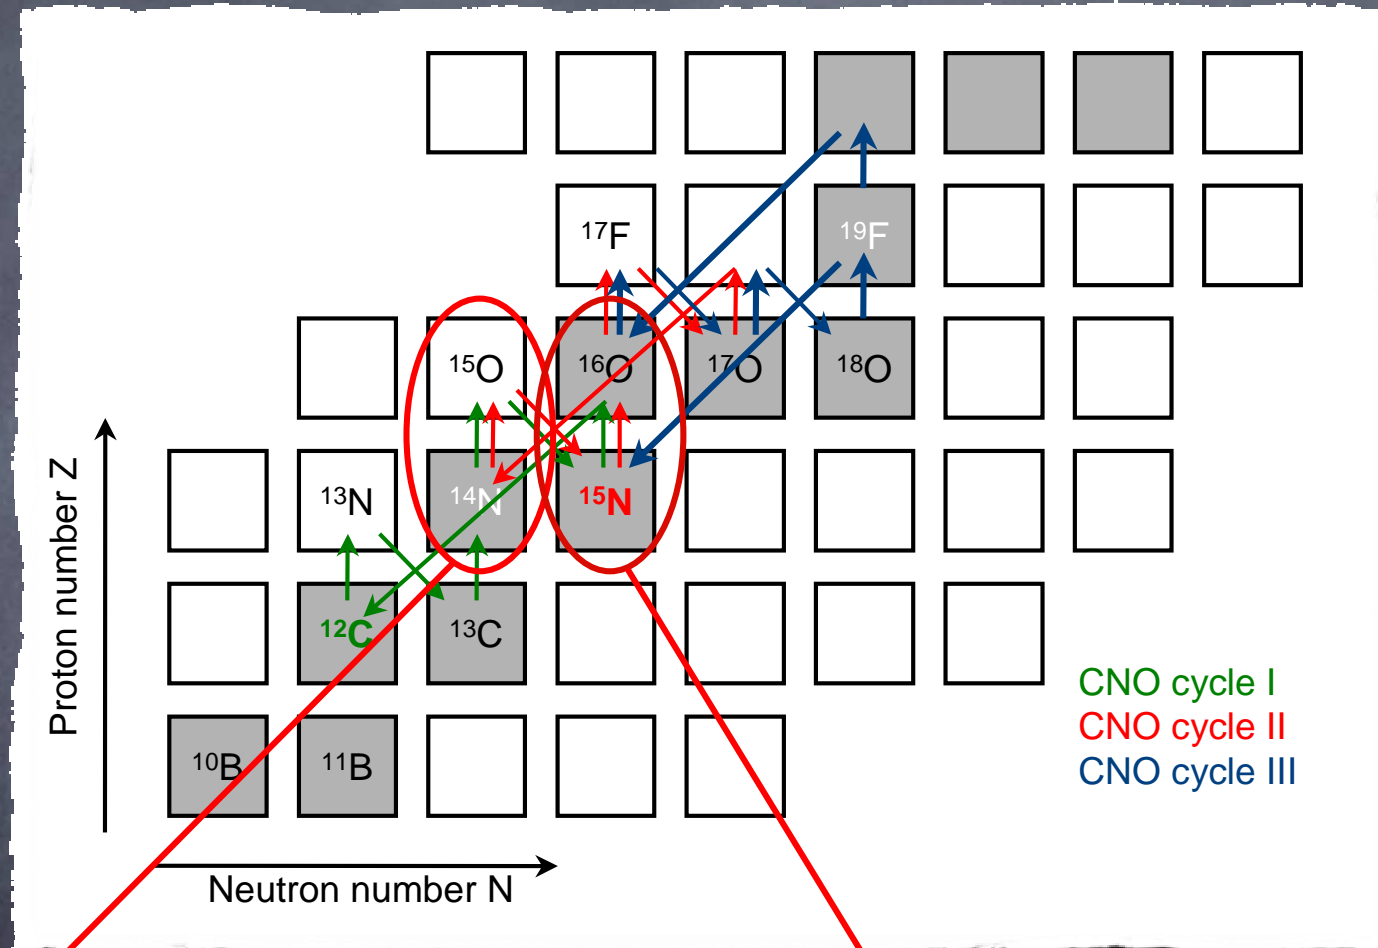 ¹⁷F ¹⁹F
¹⁵O ¹⁶O ¹⁷O ¹⁸O
¹³N ¹⁴N ¹⁵N
¹²C ¹³C
¹⁰B ¹¹B
Proton number Z
Neutron number N
CNO cycle I
CNO cycle II
CNO cycle III